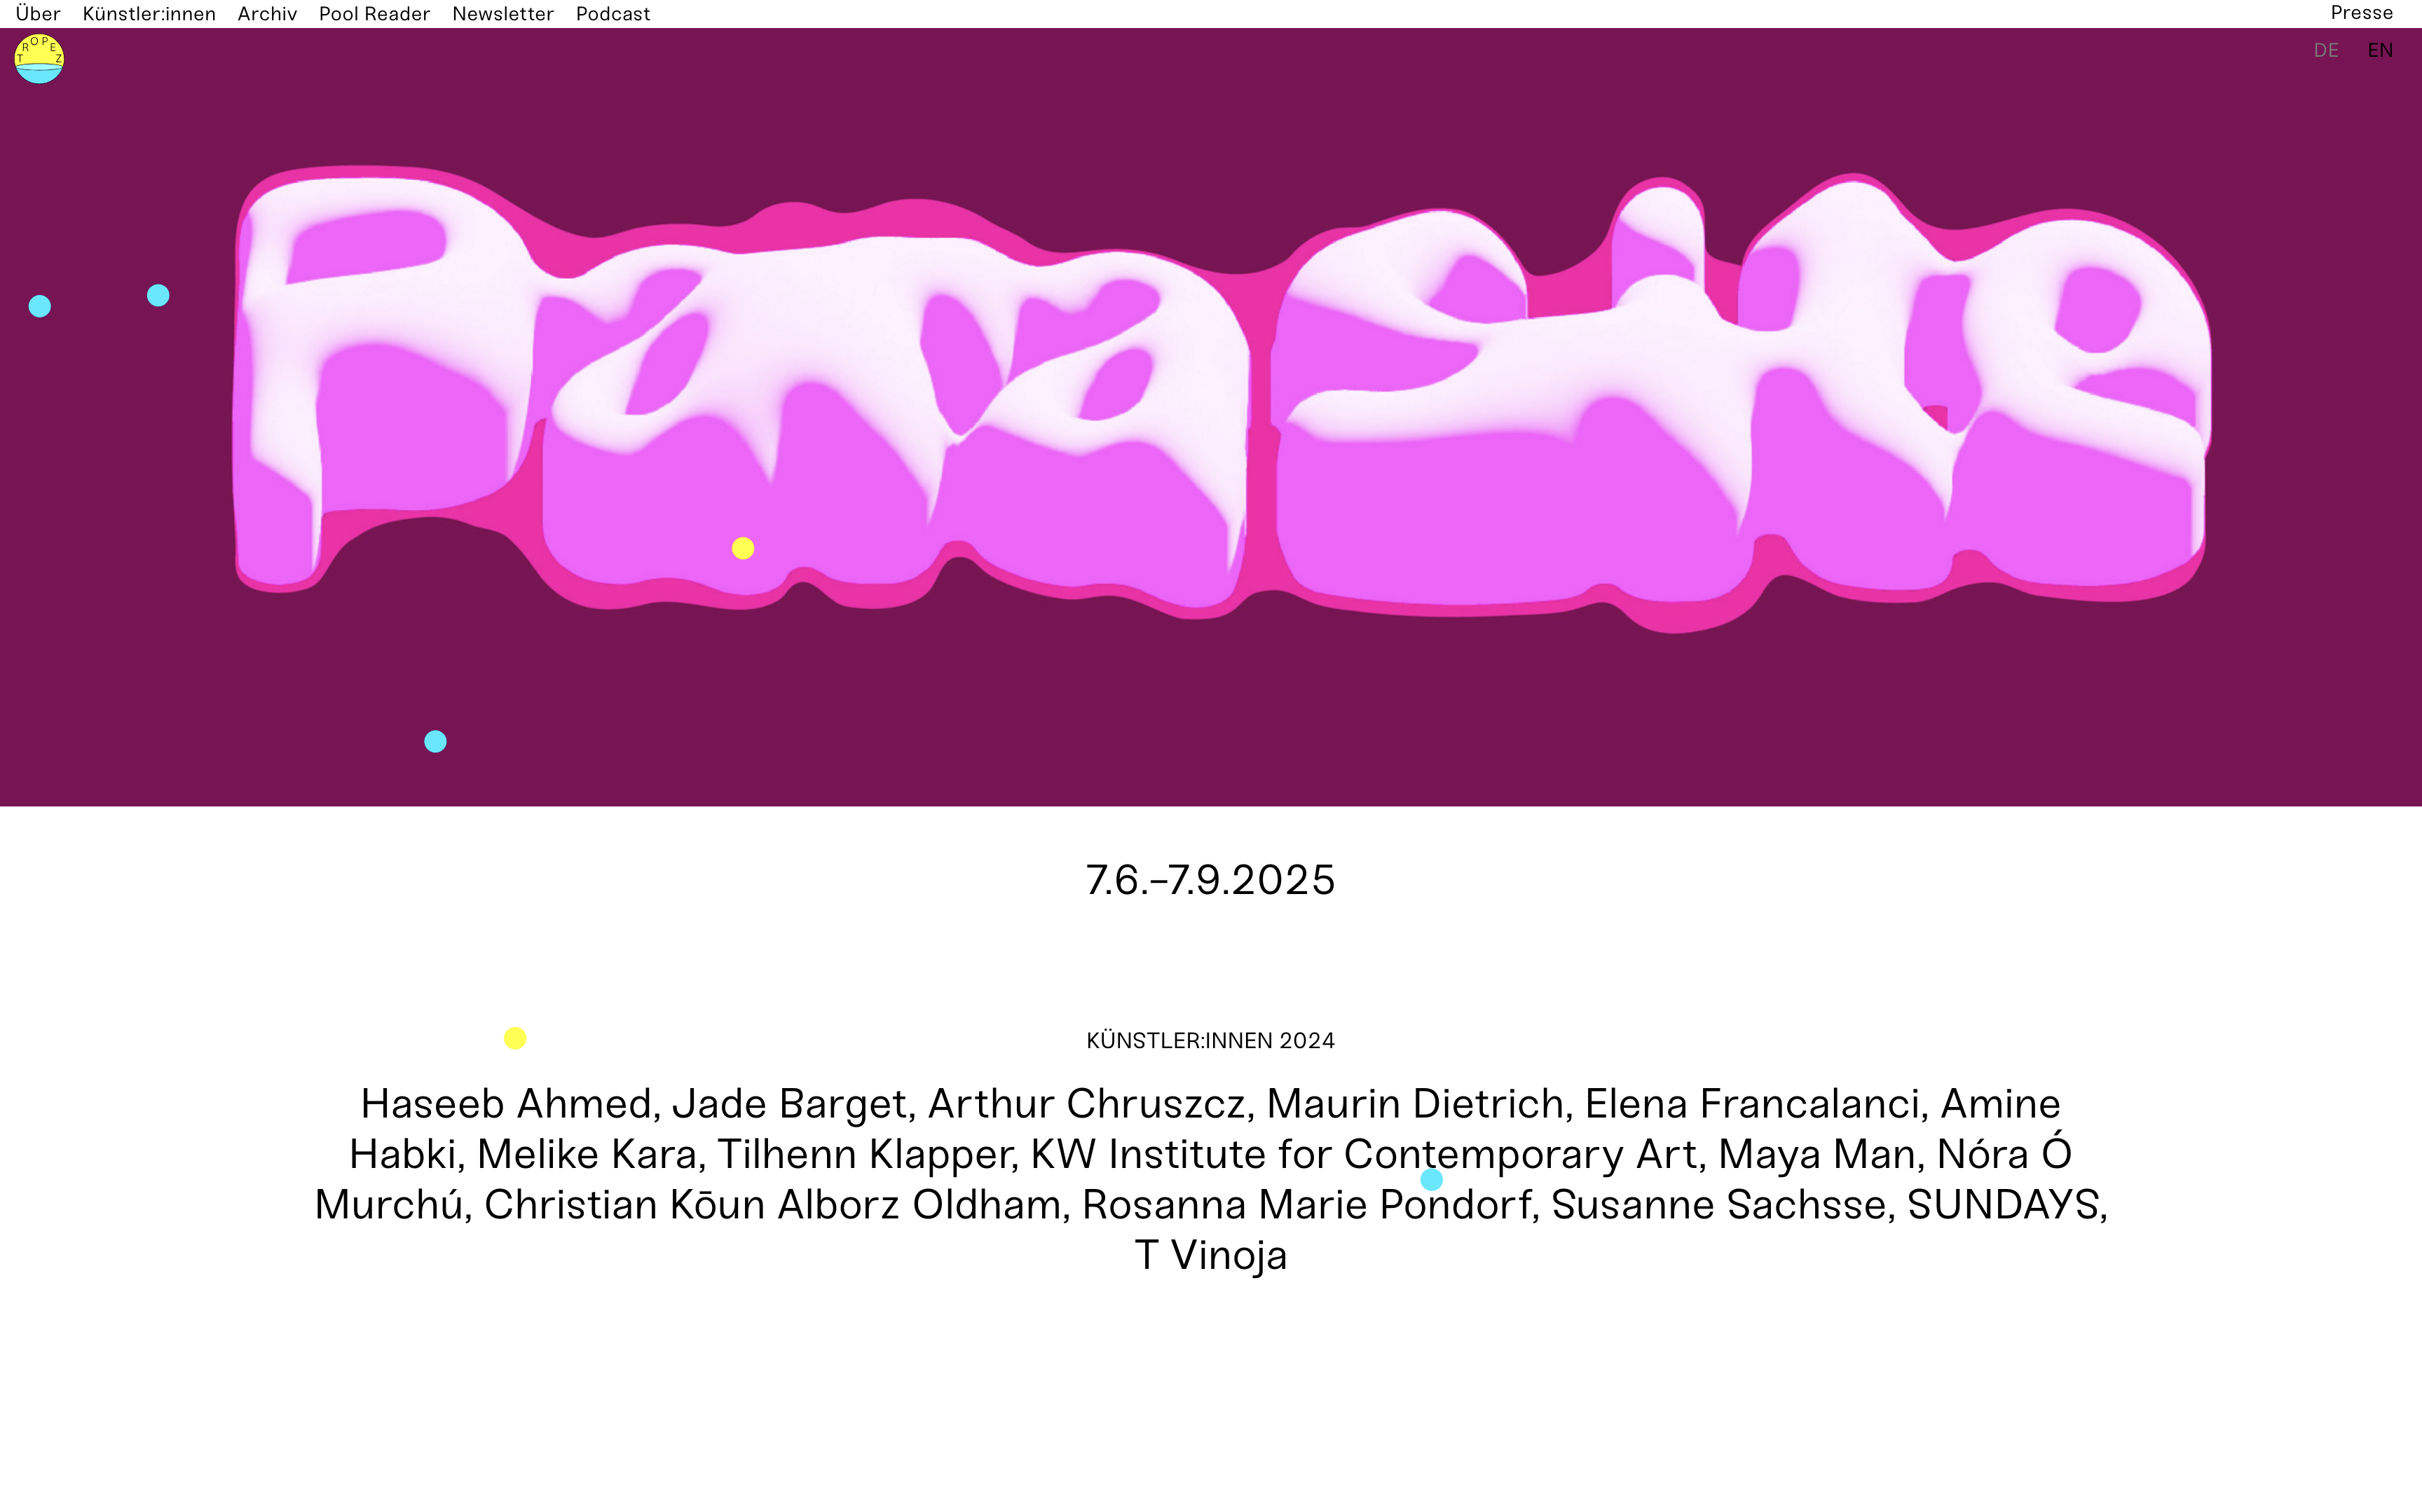 Über Künstler:innen Archiv Pool Reader Newsletter Podcast Presse
TROPEZ
DE EN
Parasite
7.6.–7.9.2025
KÜNSTLER:INNEN 2024
Haseeb Ahmed, Jade Barget, Arthur Chruszcz, Maurin Dietrich, Elena Francalanci, Amine
Habki, Melike Kara, Tilhenn Klapper, KW Institute for Contemporary Art, Maya Man, Nóra Ó
Murchú, Christian Kōun Alborz Oldham, Rosanna Marie Pondorf, Susanne Sachsse, SUNDAYS,
T Vinoja